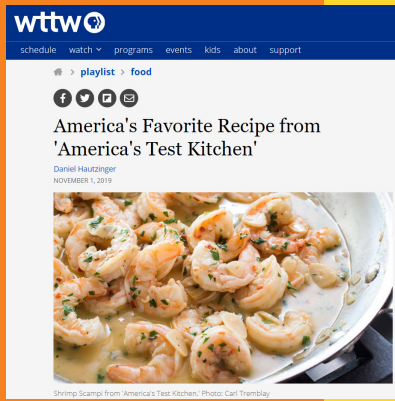 wttw
schedule watch programs events kids about support
playlist > food
America's Favorite Recipe from
'America's Test Kitchen'
Daniel Hautzinger
NOVEMBER 1, 2019
Shrimp Scampi from 'America's Test Kitchen.' Photo: Carl Tremblay